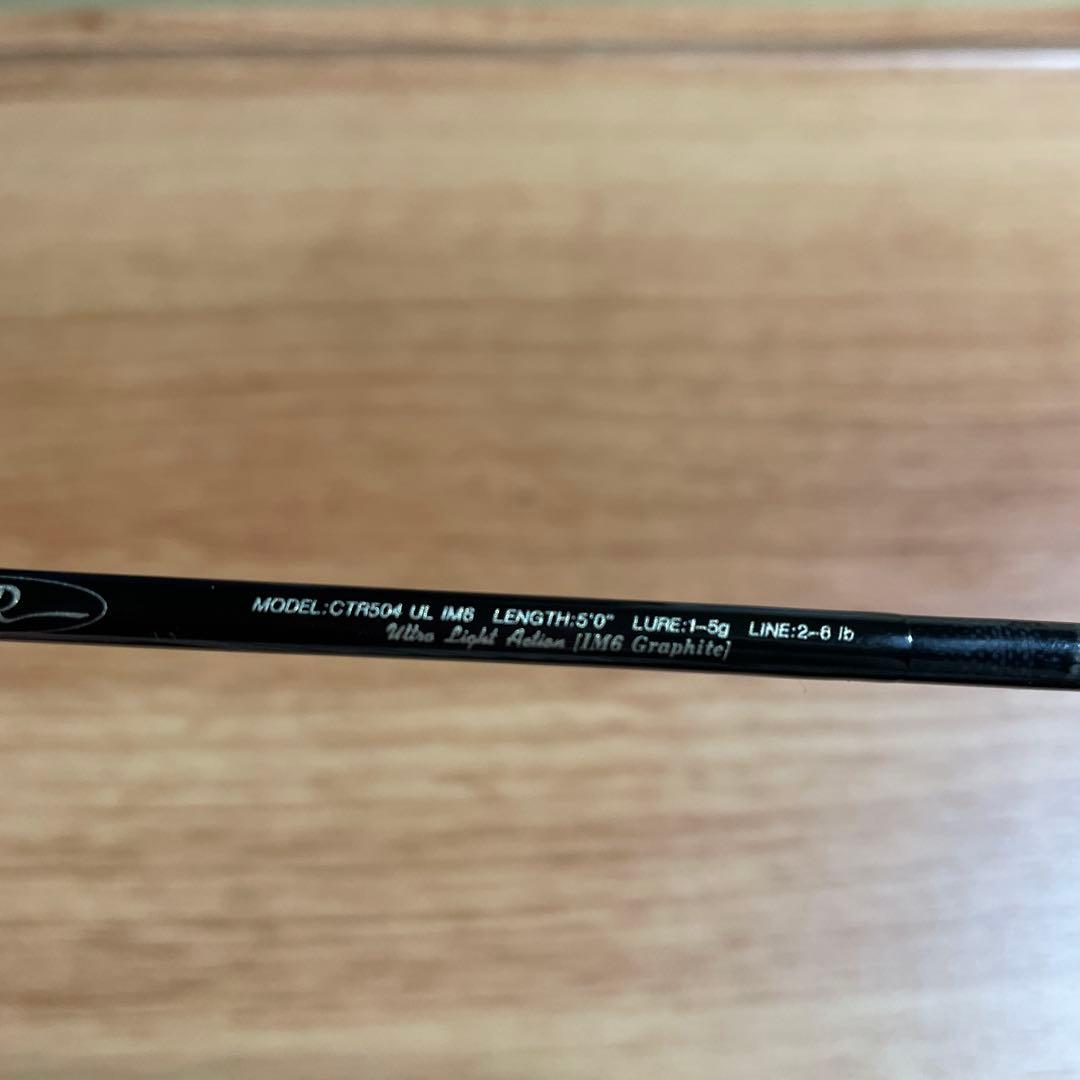 R
MODEL:CTR504 UL IM6 LENGTH:5'0" LURE:1-5g LINE:2-6 lb
Ultra Light Action [IM6 Graphite]